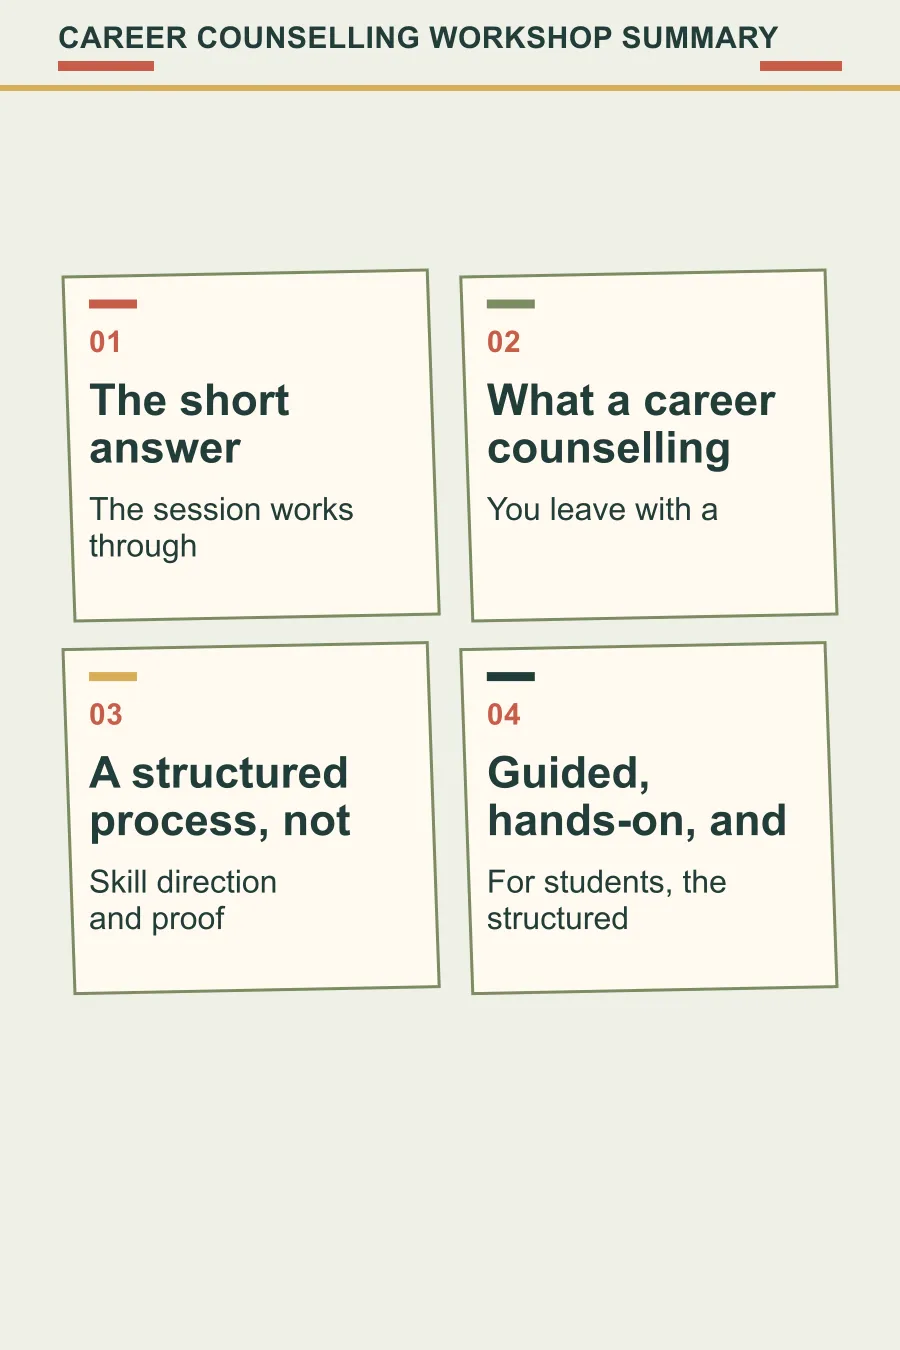 CAREER COUNSELLING WORKSHOP SUMMARY
01
The short
answer
The session works
through
02
What a career
counselling
You leave with a
03
A structured
process, not
Skill direction
and proof
04
Guided,
hands-on, and
For students, the
structured